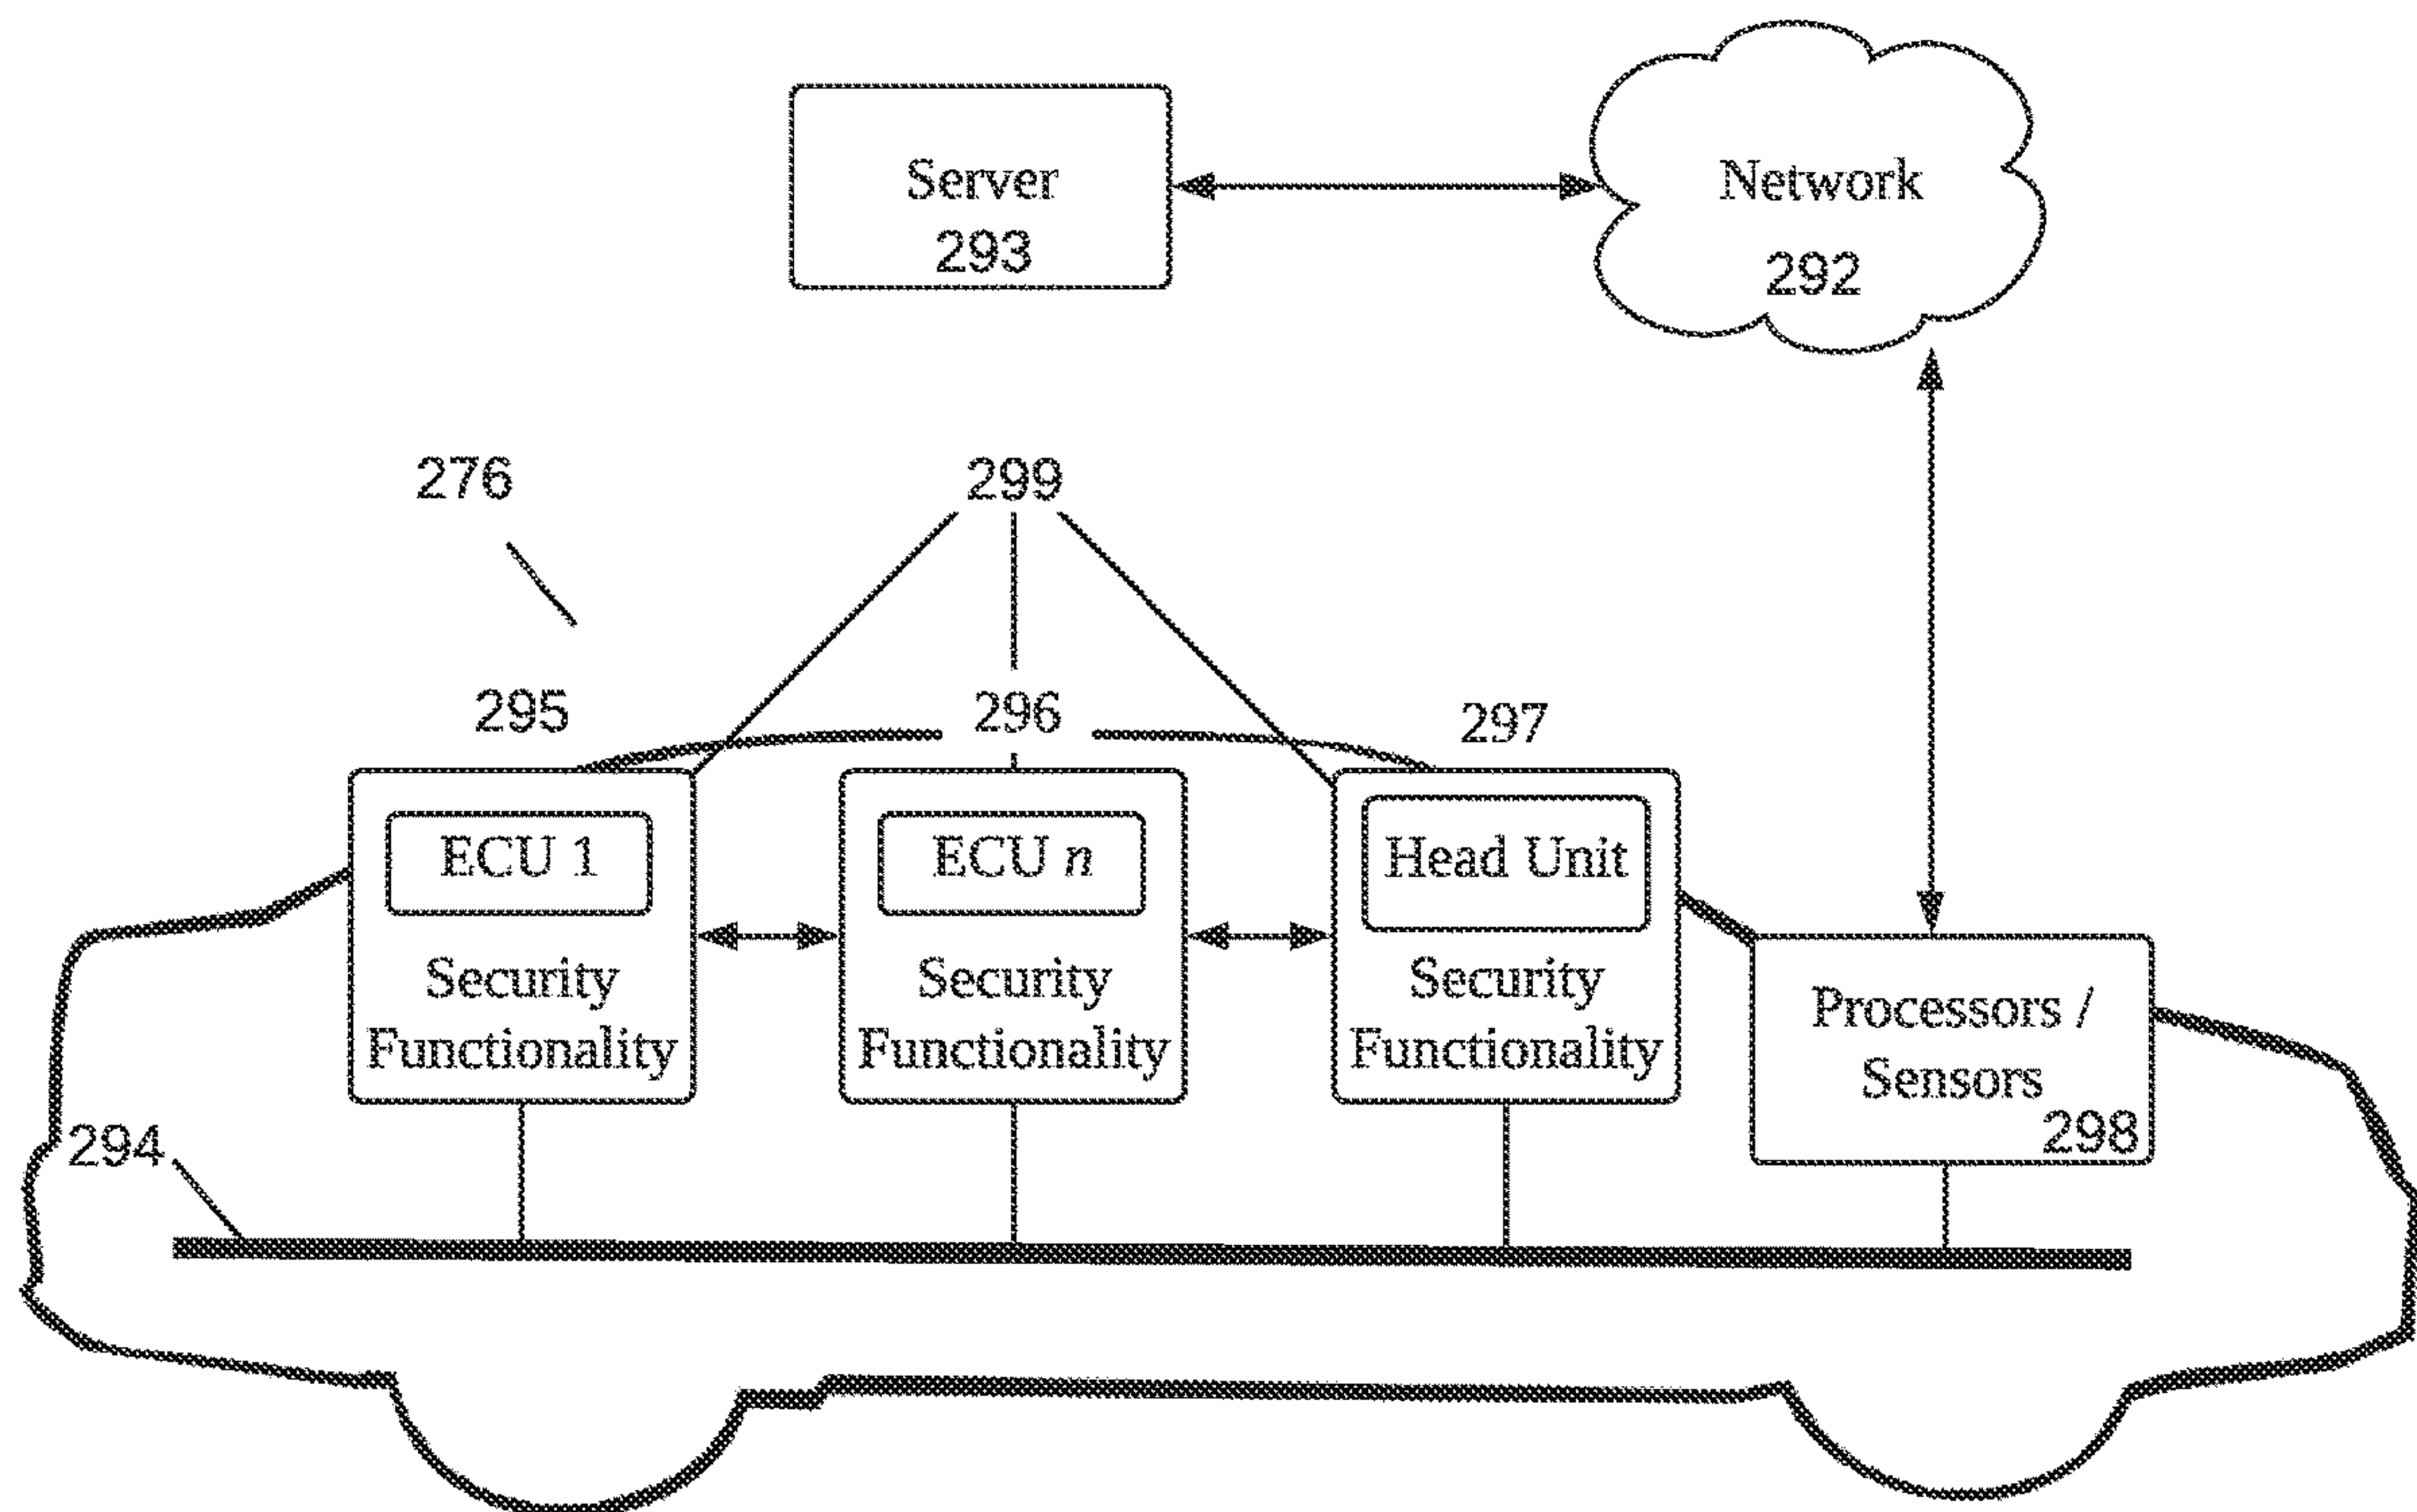 Server
293
Network
292
276
299
295
296
297
ECU 1
Security
Functionality
ECU n
Security
Functionality
Head Unit
Security
Functionality
Processors /
Sensors
298
294